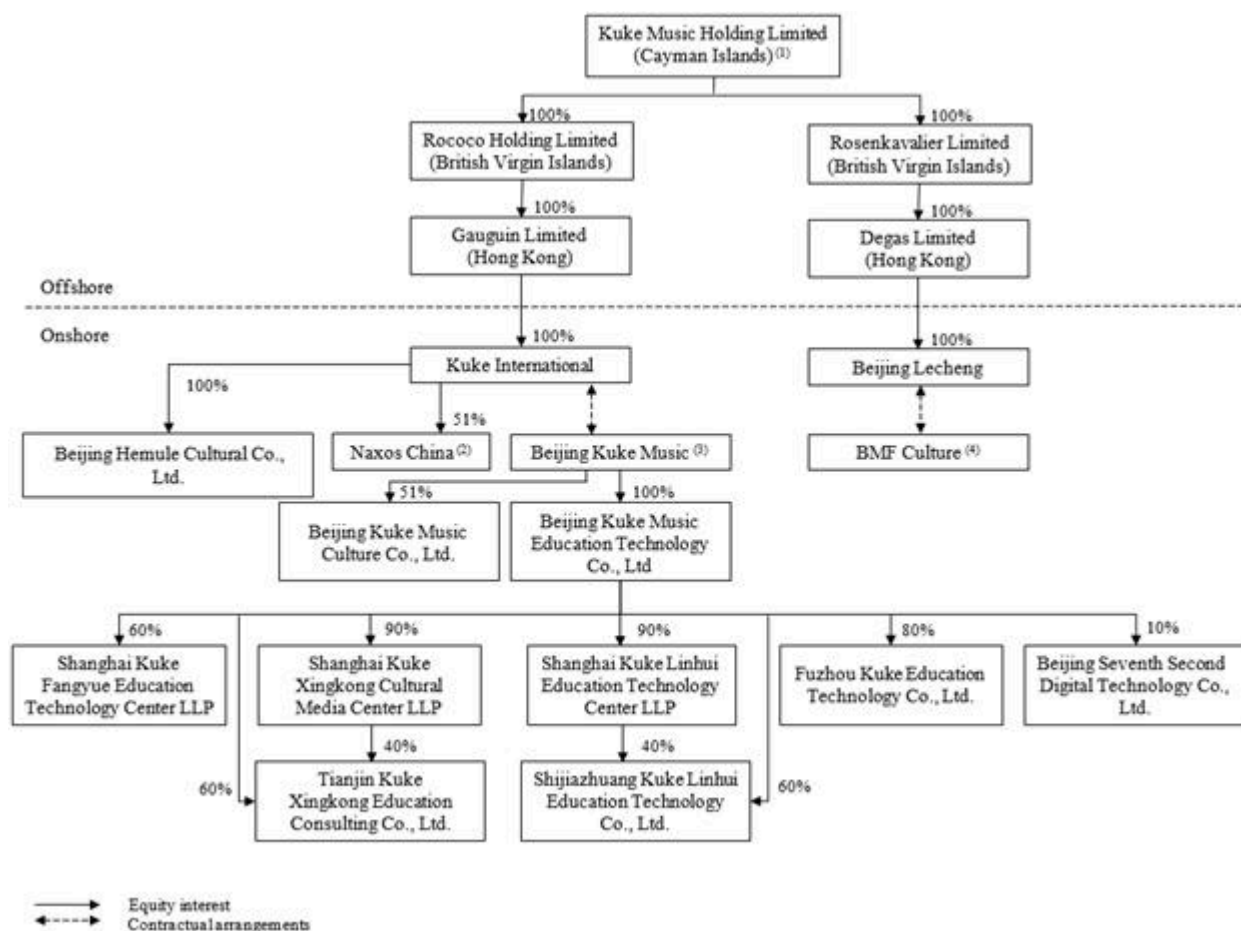 Kuke Music Holding Limited
(Cayman Islands) (1)
100%
100%
Rococo Holding Limited
(British Virgin Islands)
Rosenkavalier Limited
(British Virgin Islands)
100%
100%
Gauguin Limited
(Hong Kong)
Degas Limited
(Hong Kong)
Offshore
Onshore
100%
100%
Kuke International
Beijing Lecheng
100%
51%
Beijing Hemule Cultural Co.,
Ltd.
Naxos China (2)
Beijing Kuke Music (3)
BMF Culture (4)
51%
100%
Beijing Kuke Music
Culture Co., Ltd.
Beijing Kuke Music
Education Technology
Co., Ltd
60%
90%
90%
80%
10%
Shanghai Kuke
Fangyue Education
Technology Center LLP
Shanghai Kuke
Xingkong Cultural
Media Center LLP
Shanghai Kuke Linhui
Education Technology
Center LLP
Fuzhou Kuke Education
Technology Co., Ltd.
Beijing Seventh Second
Digital Technology Co.,
Ltd.
40%
40%
60%
Tianjin Kuke
Xingkong Education
Consulting Co., Ltd.
Shijiazhuang Kuke Linhui
Education Technology
Co., Ltd.
60%
Equity interest
Contractual arrangements